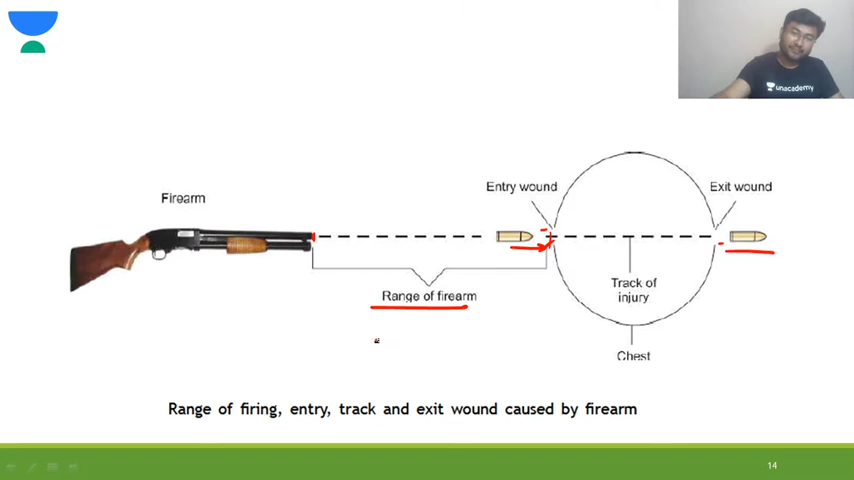 unacademy
Entry wound
Exit wound
Firearm
Range of firearm
Track of
injury
Chest
Range of firing, entry, track and exit wound caused by firearm
14